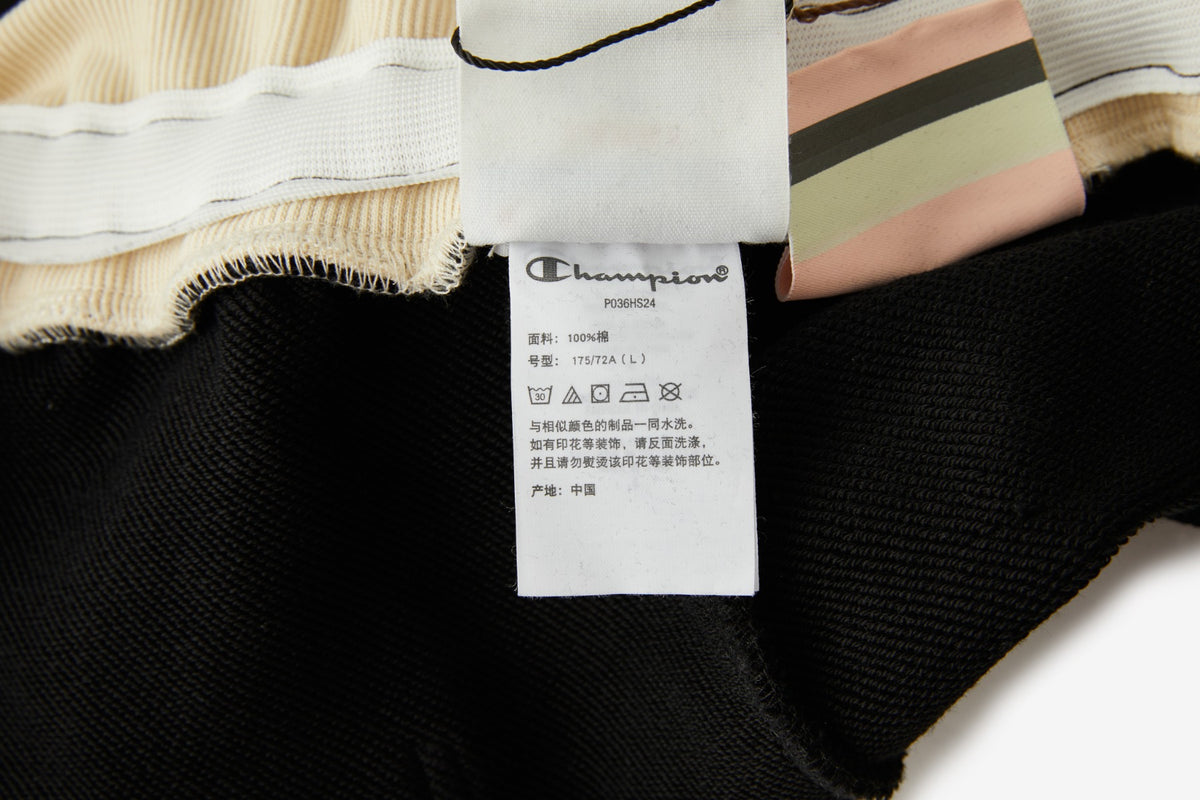 Champion®
P036HS24
面料：100%棉
号型：175/72A（L）
30
与相似颜色的制品一同水洗。
如有印花等装饰，请反面洗涤，
并且请勿熨烫该印花等装饰部位。
产地：中国